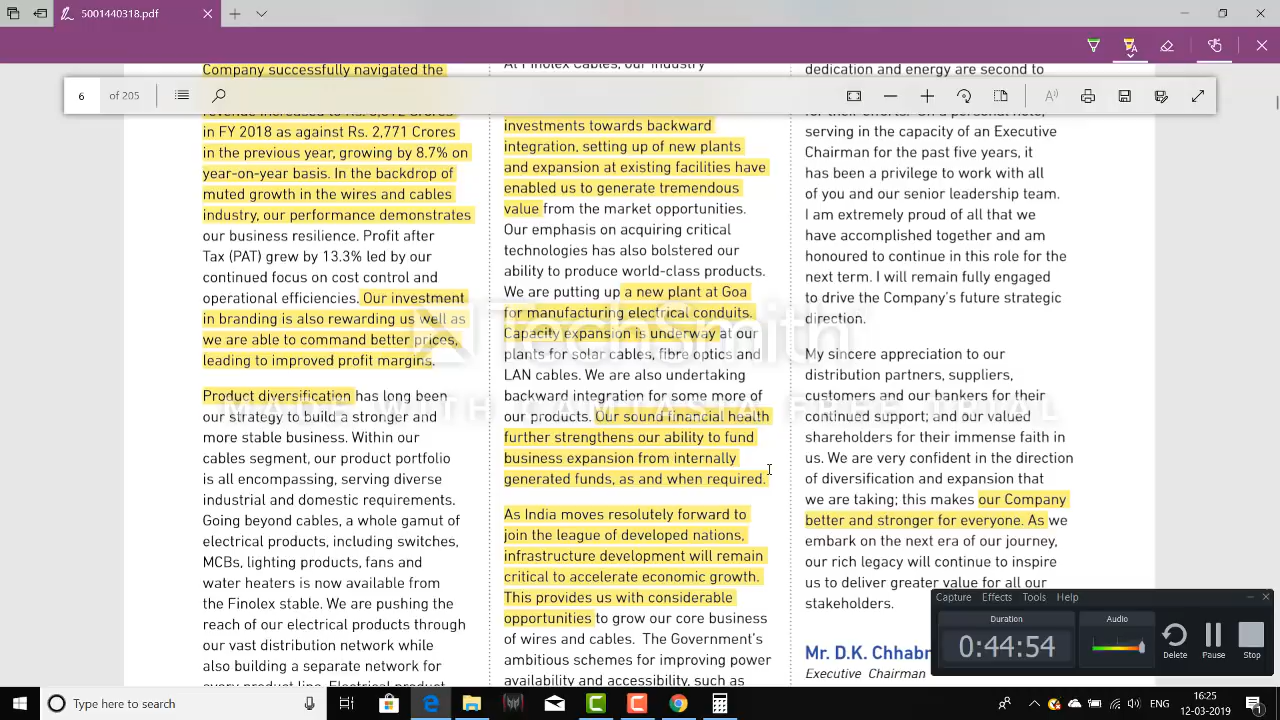 5001440318.pdf
6 of 205
Company successfully navigated the
in FY 2018 as against Rs. 2,771 Crores
in the previous year, growing by 8.7% on
year-on-year basis. In the backdrop of
muted growth in the wires and cables
industry, our performance demonstrates
our business resilience. Profit after
Tax (PAT) grew by 13.3% led by our
continued focus on cost control and
operational efficiencies. Our investment
in branding is also rewarding us well as
we are able to command better prices,
leading to improved profit margins.
Product diversification has long been
our strategy to build a stronger and
more stable business. Within our
cables segment, our product portfolio
is all encompassing, serving diverse
industrial and domestic requirements.
Going beyond cables, a whole gamut of
electrical products, including switches,
MCBs, lighting products, fans and
water heaters is now available from
the Finolex stable. We are pushing the
reach of our electrical products through
our vast distribution network while
also building a separate network for
every product line. Electrical product
At Finolex Cables, our industry
investments towards backward
integration, setting up of new plants
and expansion at existing facilities have
enabled us to generate tremendous
value from the market opportunities.
Our emphasis on acquiring critical
technologies has also bolstered our
ability to produce world-class products.
We are putting up a new plant at Goa
for manufacturing electrical conduits.
Capacity expansion is underway at our
plants for solar cables, fibre optics and
LAN cables. We are also undertaking
backward integration for some more of
our products. Our sound financial health
further strengthens our ability to fund
business expansion from internally
generated funds, as and when required.
As India moves resolutely forward to
join the league of developed nations,
infrastructure development will remain
critical to accelerate economic growth.
This provides us with considerable
opportunities to grow our core business
of wires and cables. The Government's
ambitious schemes for improving power
availability and accessibility, such as
dedication and energy are second to
for their efforts. On a personal note,
serving in the capacity of an Executive
Chairman for the past five years, it
has been a privilege to work with all
of you and our senior leadership team.
I am extremely proud of all that we
have accomplished together and am
honoured to continue in this role for the
next term. I will remain fully engaged
to drive the Company's future strategic
direction.
My sincere appreciation to our
distribution partners, suppliers,
customers and our bankers for their
continued support; and our valued
shareholders for their immense faith in
us. We are very confident in the direction
of diversification and expansion that
we are taking; this makes our Company
better and stronger for everyone. As we
embark on the next era of our journey,
our rich legacy will continue to inspire
us to deliver greater value for all our
stakeholders.
Mr. D.K. Chhabr
Executive Chairman
TechSmith
MADE WITH CAMTASIA FREE TRIAL
Capture Effects Tools Help
Duration
0:44:54
Audio
Delete
Pause
Stop
Type here to search
16:25
12-03-2019